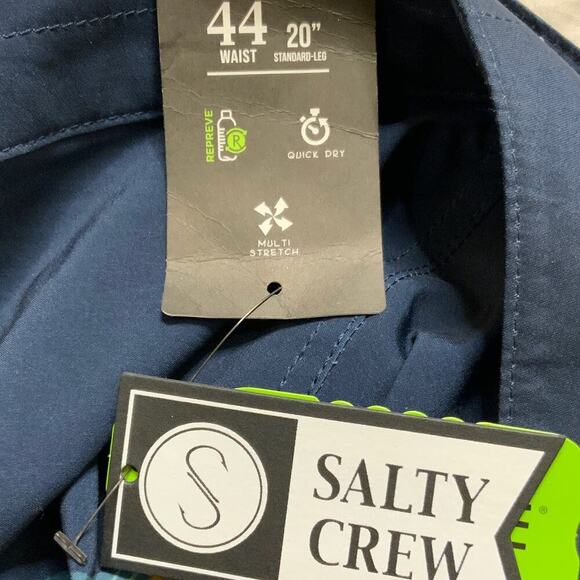 44 20"
WAIST STANDARD-LEG
REPREVE
R
QUICK DRY
MULTI
STRETCH
SALTY
CREW
E ®